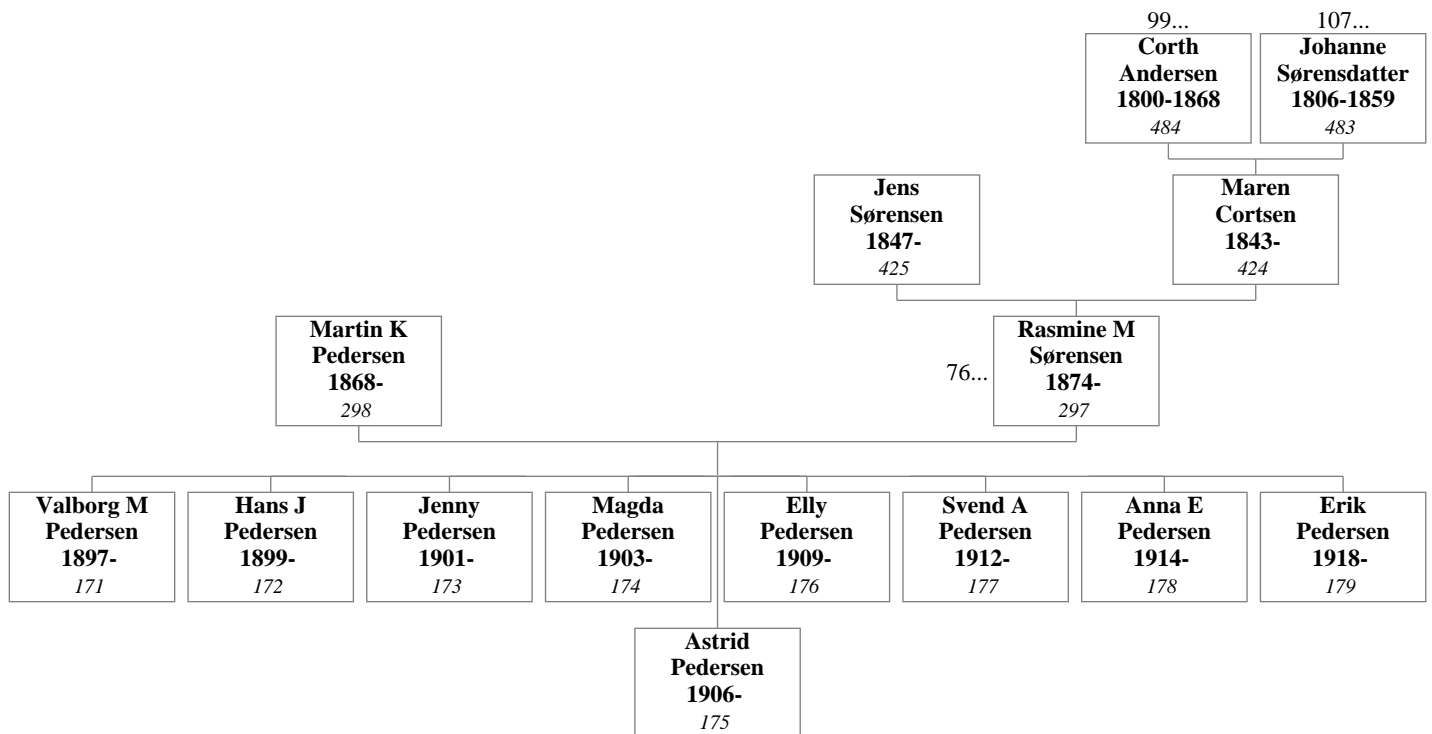 99...
Corth
Andersen
1800-1868
484
107...
Johanne
Sørensdatter
1806-1859
483
Jens
Sørensen
1847-
425
Maren
Cortsen
1843-
424
Martin K
Pedersen
1868-
298
76...
Rasmine M
Sørensen
1874-
297
Valborg M
Pedersen
1897-
171
Hans J
Pedersen
1899-
172
Jenny
Pedersen
1901-
173
Magda
Pedersen
1903-
174
Elly
Pedersen
1909-
176
Svend A
Pedersen
1912-
177
Anna E
Pedersen
1914-
178
Erik
Pedersen
1918-
179
Astrid
Pedersen
1906-
175